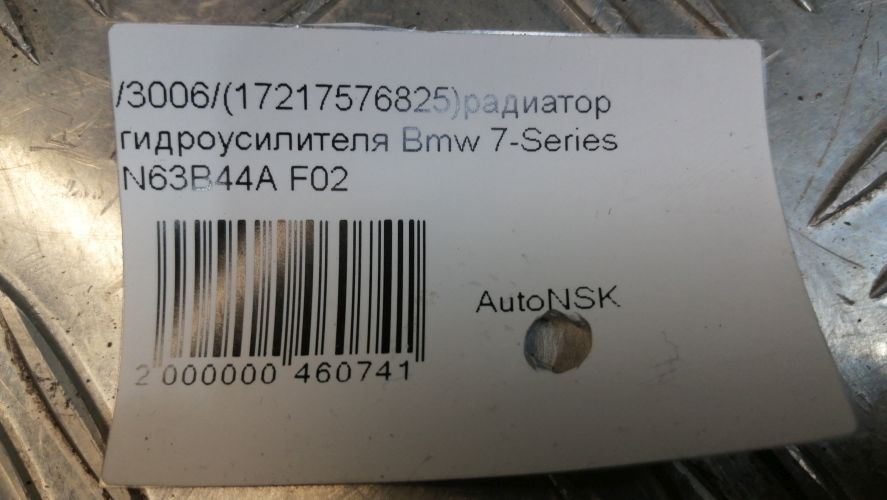 /3006/(17217576825)радиатор
гидроусилителя Bmw 7-Series
N63B44A F02
AutoNSK
2 000000 460741